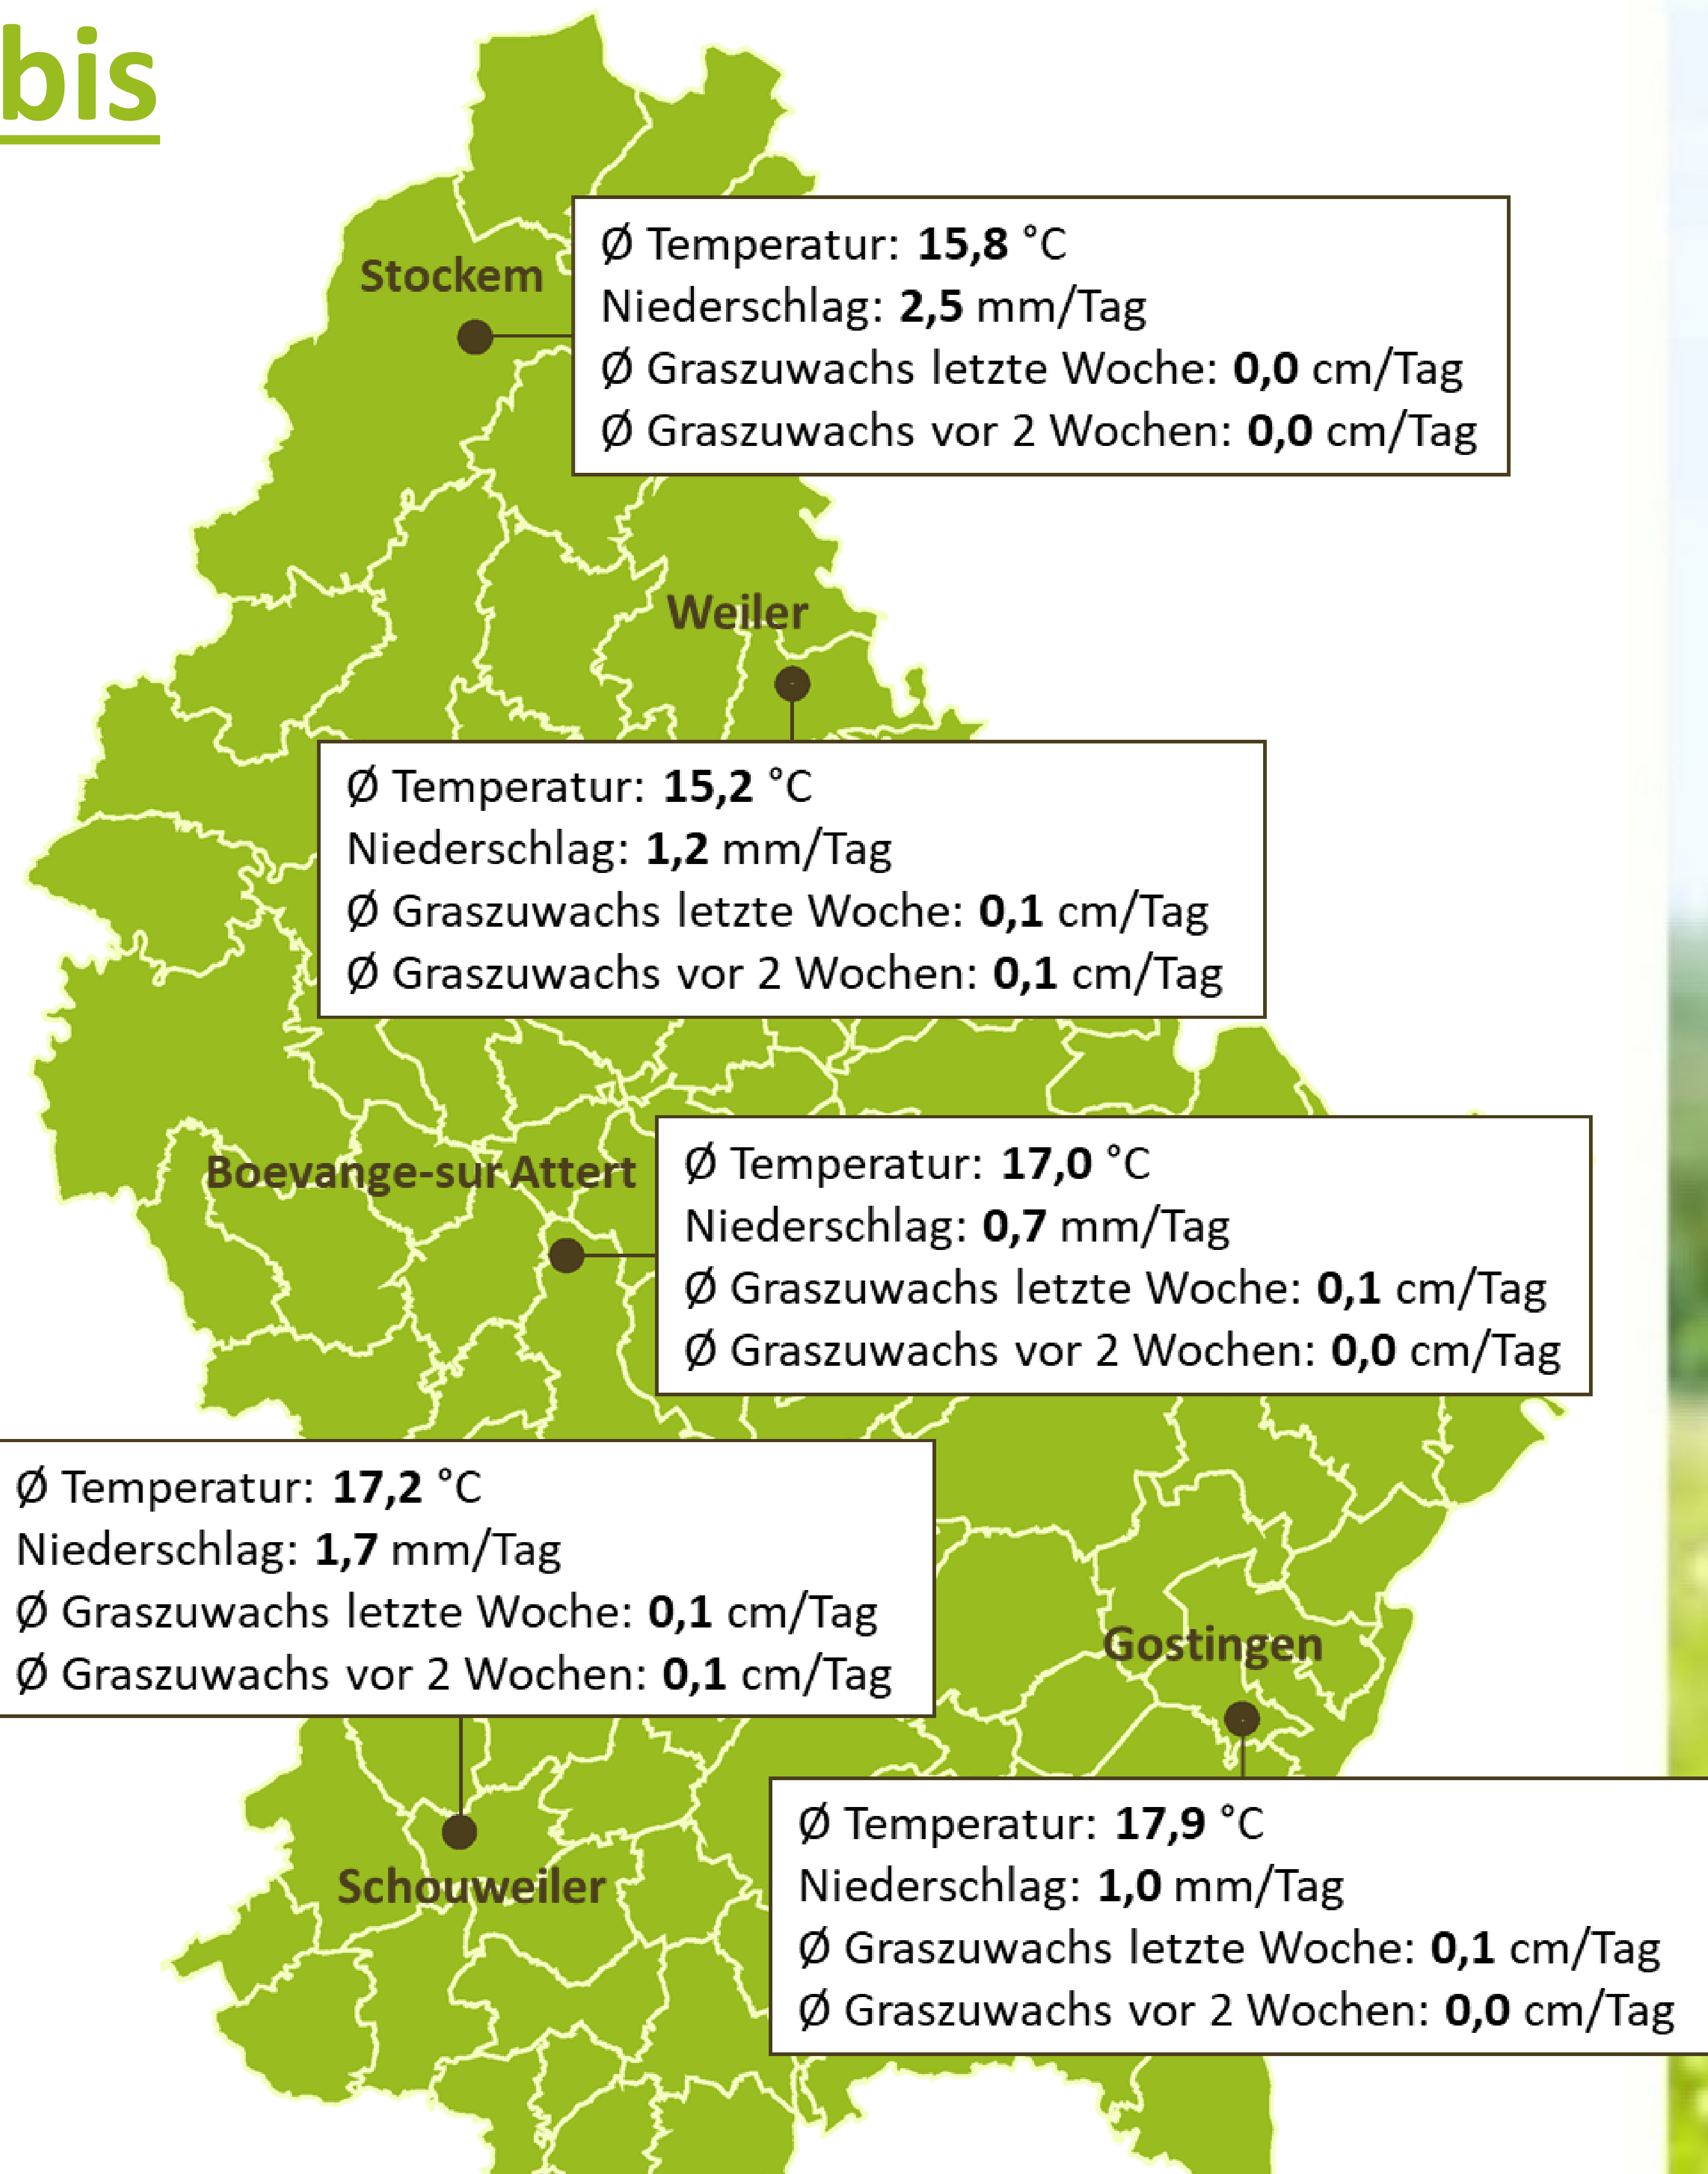 bis
Stockem
Ø Temperatur: 15,8 °C
Niederschlag: 2,5 mm/Tag
Ø Graszuwachs letzte Woche: 0,0 cm/Tag
Ø Graszuwachs vor 2 Wochen: 0,0 cm/Tag
Weiler
Ø Temperatur: 15,2 °C
Niederschlag: 1,2 mm/Tag
Ø Graszuwachs letzte Woche: 0,1 cm/Tag
Ø Graszuwachs vor 2 Wochen: 0,1 cm/Tag
Boevange-sur Attert
Ø Temperatur: 17,0 °C
Niederschlag: 0,7 mm/Tag
Ø Graszuwachs letzte Woche: 0,1 cm/Tag
Ø Graszuwachs vor 2 Wochen: 0,0 cm/Tag
Ø Temperatur: 17,2 °C
Niederschlag: 1,7 mm/Tag
Ø Graszuwachs letzte Woche: 0,1 cm/Tag
Ø Graszuwachs vor 2 Wochen: 0,1 cm/Tag
Schouweiler
Gostingen
Ø Temperatur: 17,9 °C
Niederschlag: 1,0 mm/Tag
Ø Graszuwachs letzte Woche: 0,1 cm/Tag
Ø Graszuwachs vor 2 Wochen: 0,0 cm/Tag